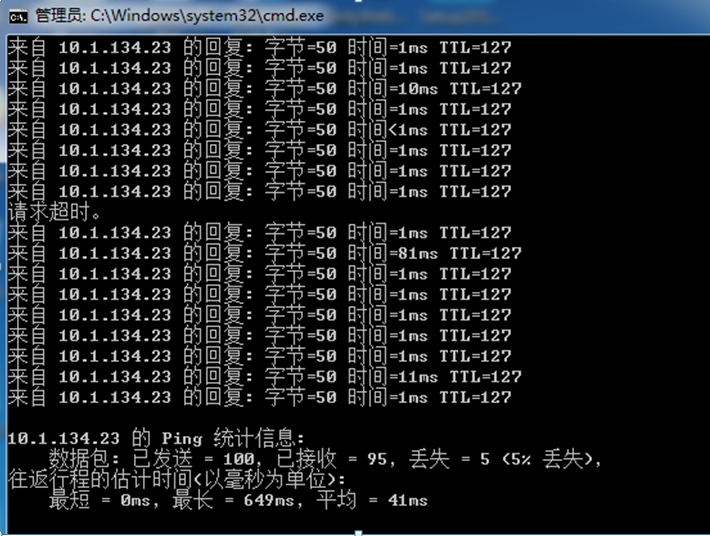 管理员: C:\Windows\system32\cmd.exe
来自 10.1.134.23 的回复: 字节=50 时间=1ms TTL=127
来自 10.1.134.23 的回复: 字节=50 时间=1ms TTL=127
来自 10.1.134.23 的回复: 字节=50 时间=10ms TTL=127
来自 10.1.134.23 的回复: 字节=50 时间=1ms TTL=127
来自 10.1.134.23 的回复: 字节=50 时间<1ms TTL=127
来自 10.1.134.23 的回复: 字节=50 时间=1ms TTL=127
来自 10.1.134.23 的回复: 字节=50 时间=1ms TTL=127
来自 10.1.134.23 的回复: 字节=50 时间=1ms TTL=127
请求超时。
来自 10.1.134.23 的回复: 字节=50 时间=1ms TTL=127
来自 10.1.134.23 的回复: 字节=50 时间=81ms TTL=127
来自 10.1.134.23 的回复: 字节=50 时间=1ms TTL=127
来自 10.1.134.23 的回复: 字节=50 时间=1ms TTL=127
来自 10.1.134.23 的回复: 字节=50 时间=1ms TTL=127
来自 10.1.134.23 的回复: 字节=50 时间=1ms TTL=127
来自 10.1.134.23 的回复: 字节=50 时间=1ms TTL=127
来自 10.1.134.23 的回复: 字节=50 时间=11ms TTL=127
来自 10.1.134.23 的回复: 字节=50 时间=1ms TTL=127
10.1.134.23 的 Ping 统计信息:
数据包: 已发送 = 100, 已接收 = 95, 丢失 = 5 (5% 丢失),
往返行程的估计时间(以毫秒为单位):
最短 = 0ms, 最长 = 649ms, 平均 = 41ms